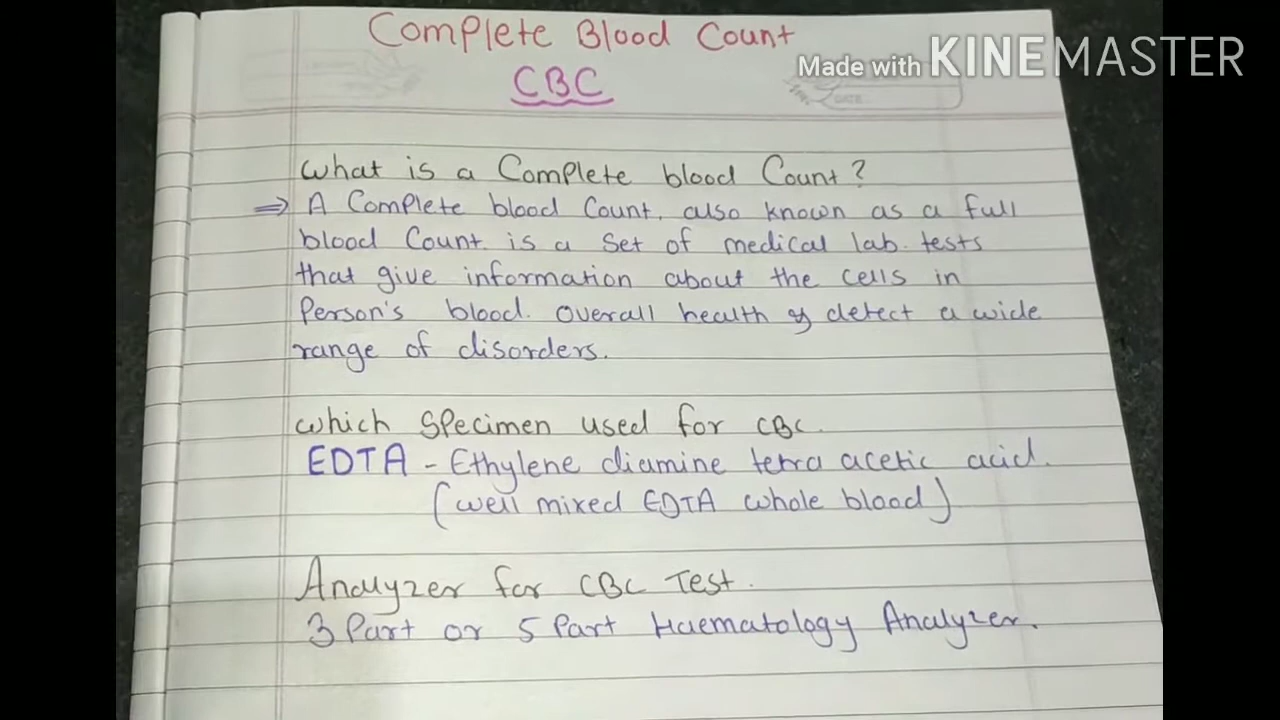 Complete Blood Count
Made with KINEMASTER
CBC
DATE
What is a Complete blood Count?
⇒ A Complete blood Count, also known as a full
blood Count is a set of medical lab. tests
that give information about the cells in
Person's blood. overall health & detect a wide
range of disorders.
which specimen used for CBC.
EDTA - Ethylene diamine tetra acetic acid.
(well mixed EDTA whole blood)
Analyzer for CBC Test.
3 Part or 5 Part Haematology Analyzer.